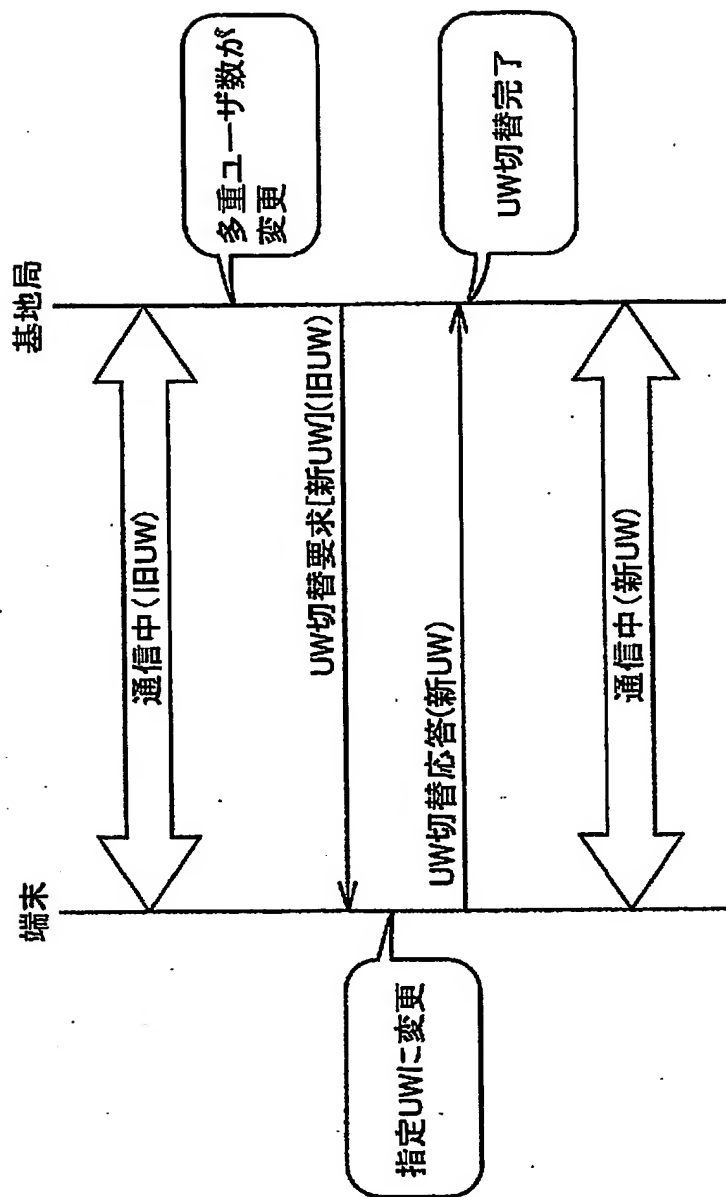 端末
基地局
通信中(旧UW)
多重ユーザ数が
変更
UW切替要求[新UW](旧UW)
指定UWに変更
UW切替応答(新UW)
UW切替完了
通信中(新UW)